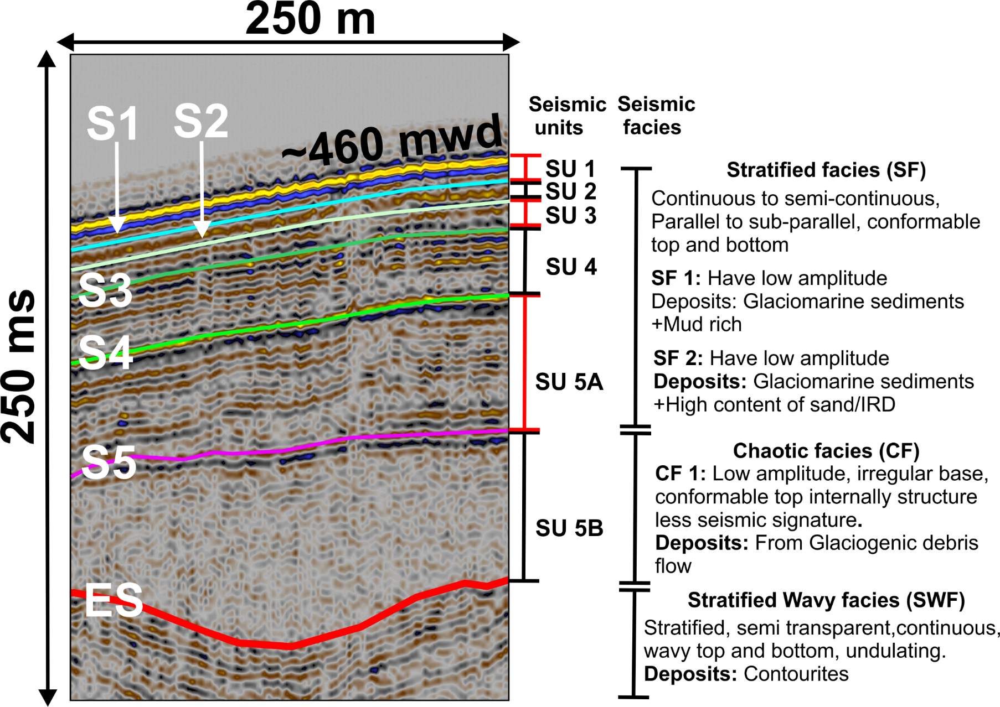 250 m
250 ms
S1
S2
~460 mwd
S3
S4
S5
ES
Seismic
units
SU 1
SU 2
SU 3
SU 4
SU 5A
SU 5B
Seismic
facies
Stratified facies (SF)
Continuous to semi-continuous,
Parallel to sub-parallel, conformable
top and bottom
SF 1: Have low amplitude
Deposits: Glaciomarine sediments
+Mud rich
SF 2: Have low amplitude
Deposits: Glaciomarine sediments
+High content of sand/IRD
Chaotic facies (CF)
CF 1: Low amplitude, irregular base,
conformable top internally structure
less seismic signature.
Deposits: From Glaciogenic debris
flow
Stratified Wavy facies (SWF)
Stratified, semi transparent,continuous,
wavy top and bottom, undulating.
Deposits: Contourites